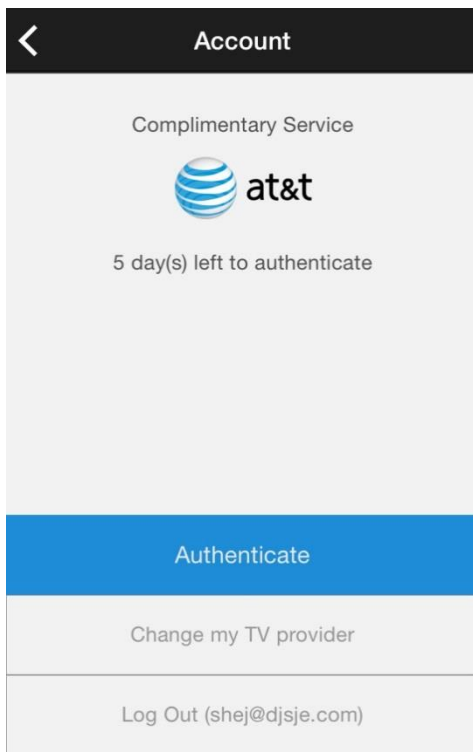 Account
Complimentary Service
at&t
5 day(s) left to authenticate
Authenticate
Change my TV provider
Log Out (shej@djsje.com)